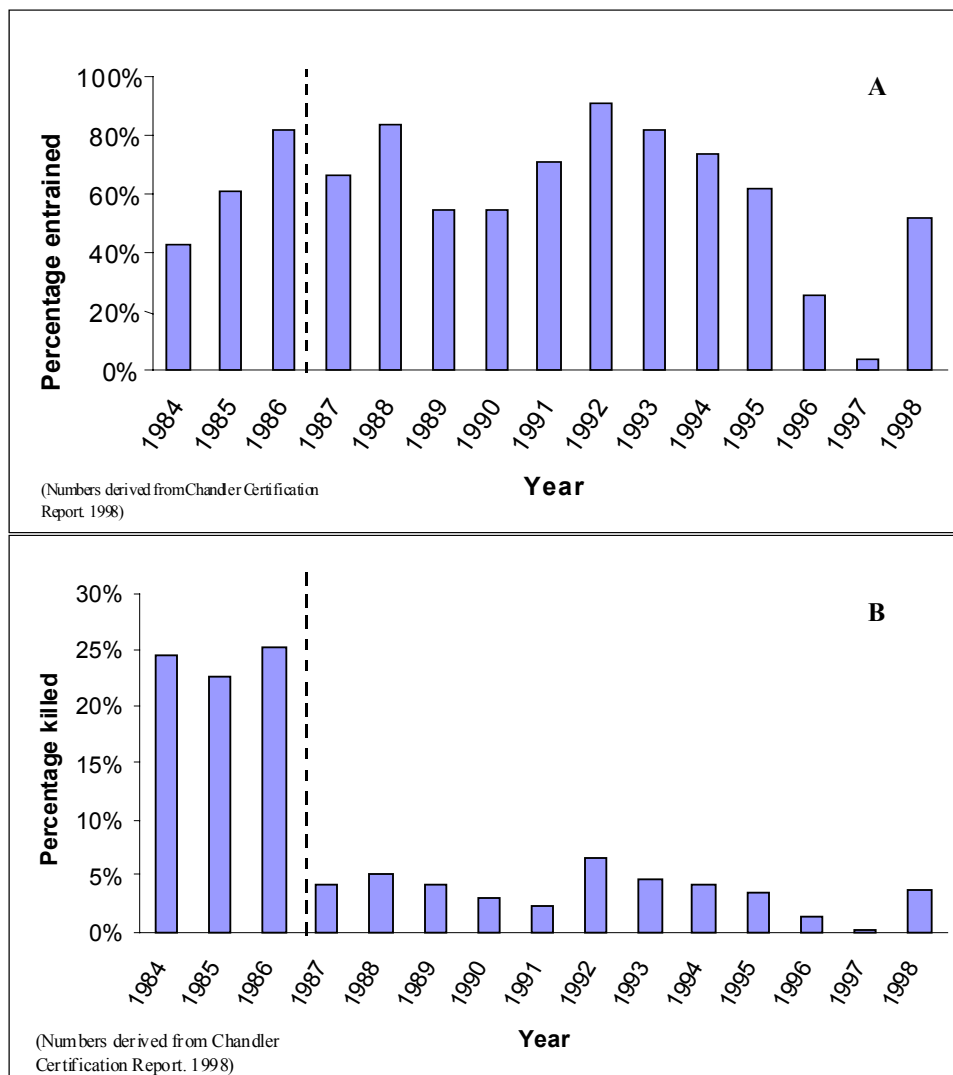 A
100%
80%
60%
40%
20%
0%
Percentage entrained
1984 1985 1986 1987 1988 1989 1990 1991 1992 1993 1994 1995 1996 1997 1998
Year
(Numbers derived from Chandler Certification
Report. 1998)
B
30%
25%
20%
15%
10%
5%
0%
Percentage killed
1984 1985 1986 1987 1988 1989 1990 1991 1992 1993 1994 1995 1996 1997 1998
Year
(Numbers derived from Chandler
Certification Report. 1998)